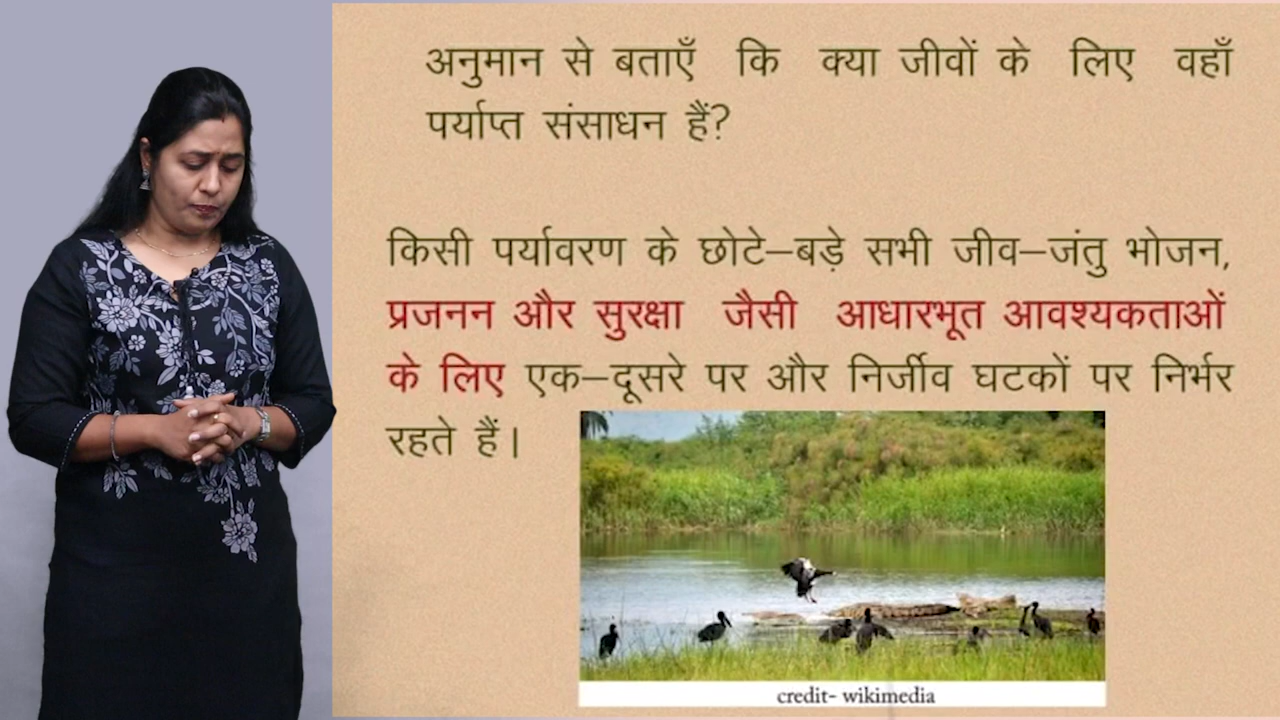 अनुमान से बताएँ कि क्या जीवों के लिए वहाँ
पर्याप्त संसाधन हैं?
किसी पर्यावरण के छोटे–बड़े सभी जीव–जंतु भोजन,
प्रजनन और सुरक्षा जैसी आधारभूत आवश्यकताओं
के लिए एक–दूसरे पर और निर्जीव घटकों पर निर्भर
रहते हैं।
credit- wikimedia